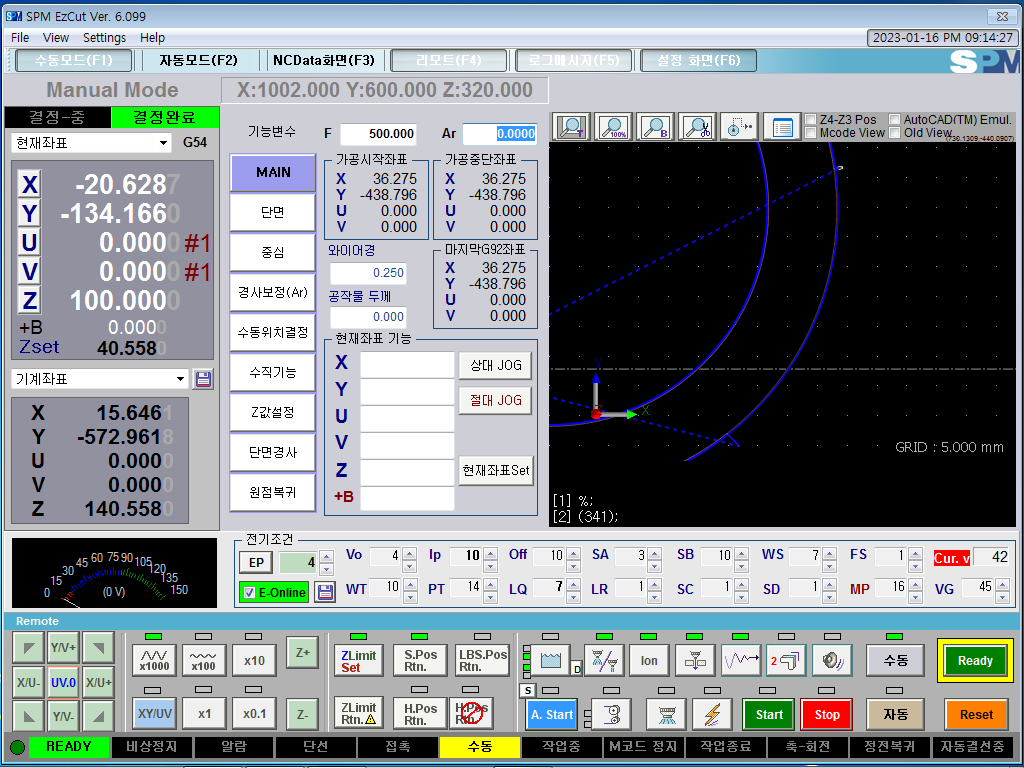 SPM EzCut Ver. 6.099
File View Settings Help
2023-01-16 PM 09:14:27
수동모드(F1) 자동모드(F2) NCData화면(F3) 리모트(F4) 로그메시지(F5) 설정 화면(F6)
SPM
Manual Mode
X:1002.000 Y:600.000 Z:320.000
결정-중 결정완료
현재좌표 G54
X -20.6287
Y -134.1660
U 0.0000 #1
V 0.0000 #1
Z 100.0000
+B 0.0000
Zset 40.5580
기계좌표
X 15.6461
Y -572.9618
U 0.0000
V 0.0000
Z 140.5580
기능변수 F 500.000 Ar 0.0000
MAIN
단면
중심
경사보정(Ar)
수동위치결정
수직기능
Z값설정
단면경사
원점복귀
가공시작좌표
X 36.275
Y -438.796
U 0.000
V 0.000
가공중단좌표
X 36.275
Y -438.796
U 0.000
V 0.000
와이어경
0.250
공작물 두께
0.000
마지막G92좌표
X 36.275
Y -438.796
U 0.000
V 0.000
현재좌표 기능
X
Y
U
V
Z
+B
상대 JOG
절대 JOG
현재좌표Set
T 100% B
Z4-Z3 Pos AutoCAD(TM) Emul.
Mcode View Old View
(736.1309,-440.0907)
Y
X
GRID : 5.000 mm
[1] %;
[2] (341);
0 15 30 45 60 75 90 105 120 135 150
(0 V)
전기조건
EP 4 Vo 4 Ip 10 Off 10 SA 3 SB 10 WS 7 FS 1 Cur. v 42
E-Online WT 10 PT 14 LQ 7 LR 1 SC 1 SD 1 MP 16 VG 45
Remote
Y/V+
X/U- UV.0 X/U+
Y/V-
x1000 x100 x10 Z+
XY/UV x1 x0.1 Z-
ZLimit Set S.Pos Rtn. LBS.Pos Rtn.
ZLimit Rtn. H.Pos Rtn. H.Pos Rtn.
D Ion 2 수동 Ready
S A. Start Start Stop 자동 Reset
READY 비상정지 알람 단선 접촉 수동 작업중 M코드 정지 작업종료 축-회전 정전복귀 자동결선중